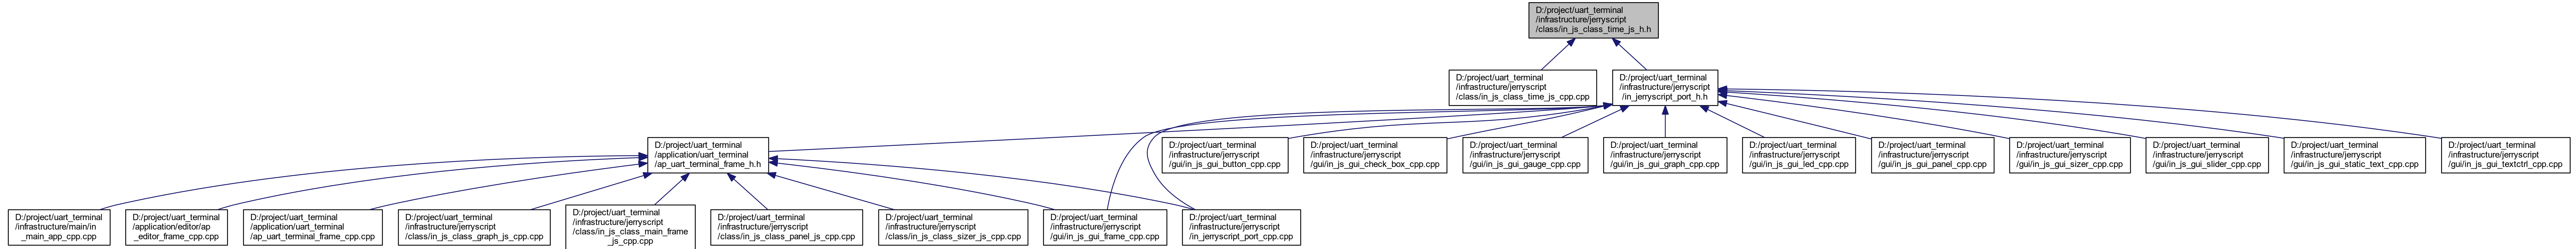 D:/project/uart_terminal
/infrastructure/jerryscript
/class/in_js_class_time_js_h.h
D:/project/uart_terminal
/infrastructure/jerryscript
/class/in_js_class_time_js_cpp.cpp
D:/project/uart_terminal
/infrastructure/jerryscript
/in_jerryscript_port_h.h
D:/project/uart_terminal
/application/uart_terminal
/ap_uart_terminal_frame_h.h
D:/project/uart_terminal
/infrastructure/jerryscript
/gui/in_js_gui_button_cpp.cpp
D:/project/uart_terminal
/infrastructure/jerryscript
/gui/in_js_gui_check_box_cpp.cpp
D:/project/uart_terminal
/infrastructure/jerryscript
/gui/in_js_gui_gauge_cpp.cpp
D:/project/uart_terminal
/infrastructure/jerryscript
/gui/in_js_gui_graph_cpp.cpp
D:/project/uart_terminal
/infrastructure/jerryscript
/gui/in_js_gui_led_cpp.cpp
D:/project/uart_terminal
/infrastructure/jerryscript
/gui/in_js_gui_panel_cpp.cpp
D:/project/uart_terminal
/infrastructure/jerryscript
/gui/in_js_gui_sizer_cpp.cpp
D:/project/uart_terminal
/infrastructure/jerryscript
/gui/in_js_gui_slider_cpp.cpp
D:/project/uart_terminal
/infrastructure/jerryscript
/gui/in_js_gui_static_text_cpp.cpp
D:/project/uart_terminal
/infrastructure/jerryscript
/gui/in_js_gui_textctrl_cpp.cpp
D:/project/uart_terminal
/infrastructure/main/in
_main_app_cpp.cpp
D:/project/uart_terminal
/application/editor/ap
_editor_frame_cpp.cpp
D:/project/uart_terminal
/application/uart_terminal
/ap_uart_terminal_frame_cpp.cpp
D:/project/uart_terminal
/infrastructure/jerryscript
/class/in_js_class_graph_js_cpp.cpp
D:/project/uart_terminal
/infrastructure/jerryscript
/class/in_js_class_main_frame
_js_cpp.cpp
D:/project/uart_terminal
/infrastructure/jerryscript
/class/in_js_class_panel_js_cpp.cpp
D:/project/uart_terminal
/infrastructure/jerryscript
/class/in_js_class_sizer_js_cpp.cpp
D:/project/uart_terminal
/infrastructure/jerryscript
/gui/in_js_gui_frame_cpp.cpp
D:/project/uart_terminal
/infrastructure/jerryscript
/in_jerryscript_port_cpp.cpp